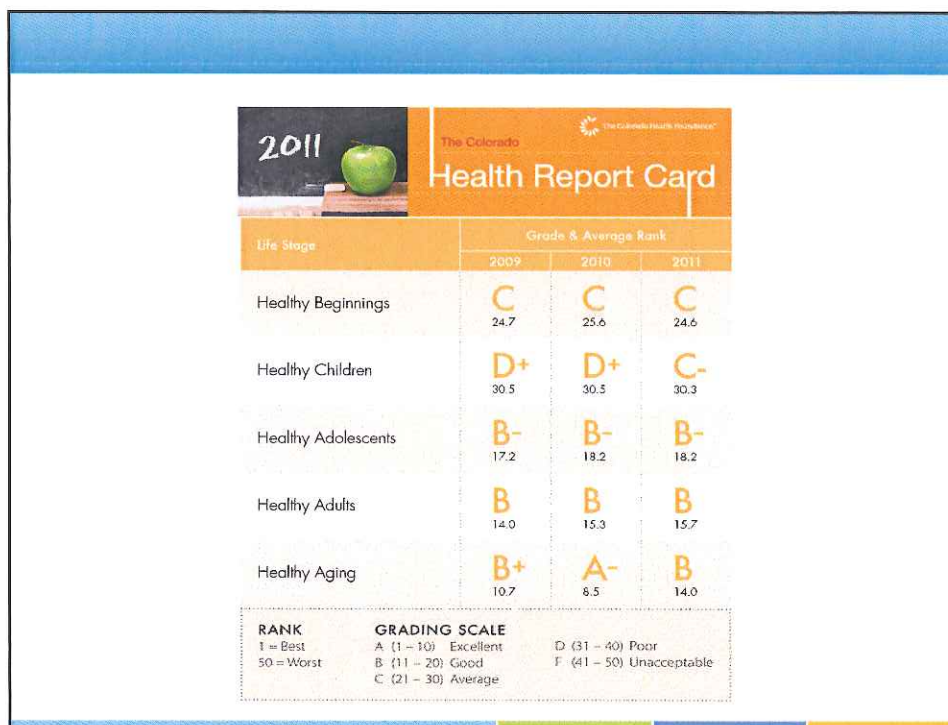 2011
The Colorado Health Foundation™
The Colorado
Health Report Card
Life Stage
Grade & Average Rank
2009 2010 2011
Healthy Beginnings C C C
24.7 25.6 24.6
Healthy Children D+ D+ C-
30.5 30.5 30.3
Healthy Adolescents B- B- B-
17.2 18.2 18.2
Healthy Adults B B B
14.0 15.3 15.7
Healthy Aging B+ A- B
10.7 8.5 14.0
RANK GRADING SCALE
1 = Best A (1 – 10) Excellent D (31 – 40) Poor
50 = Worst B (11 – 20) Good F (41 – 50) Unacceptable
C (21 – 30) Average